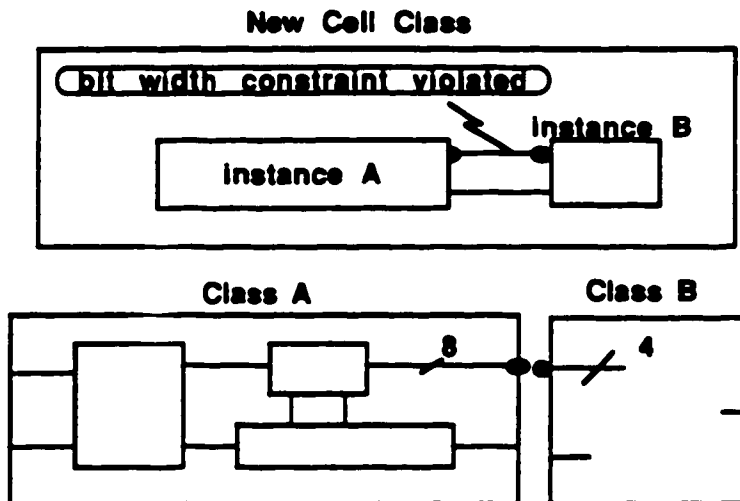 New Cell Class
bit width constraint violated
instance B
instance A
Class A
Class B
8
4